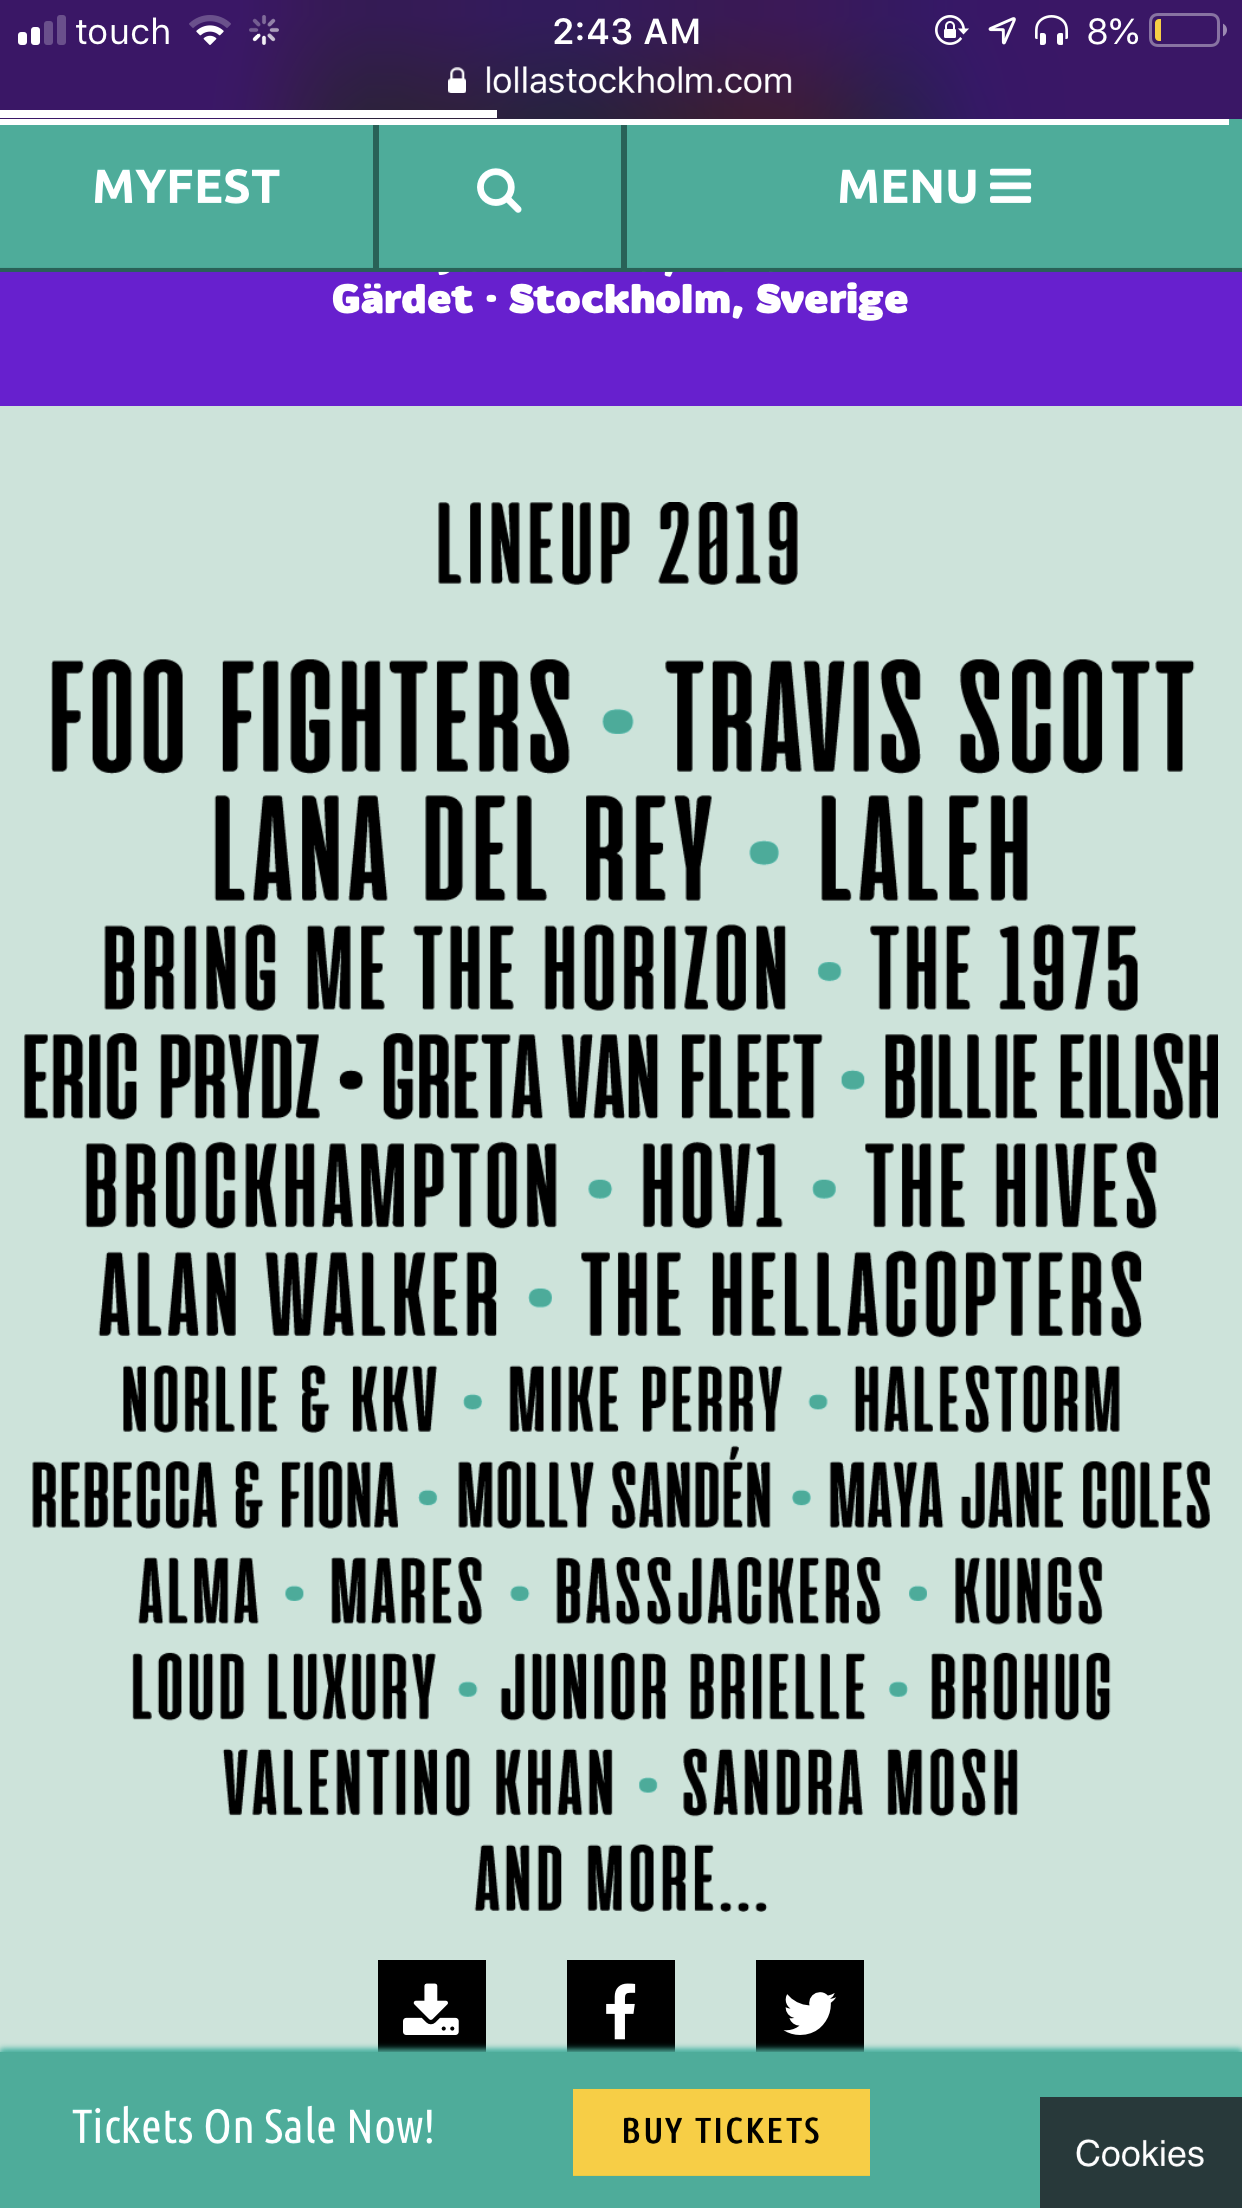 touch 2:43 AM 8%
lollastockholm.com
MYFEST MENU
Gärdet · Stockholm, Sverige
LINEUP 2019
FOO FIGHTERS • TRAVIS SCOTT
LANA DEL REY • LALEH
BRING ME THE HORIZON • THE 1975
ERIC PRYDZ • GRETA VAN FLEET • BILLIE EILISH
BROCKHAMPTON • HOV1 • THE HIVES
ALAN WALKER • THE HELLACOPTERS
NORLIE & KKV • MIKE PERRY • HALESTORM
REBECCA & FIONA • MOLLY SANDÉN • MAYA JANE COLES
ALMA • MARES • BASSJACKERS • KUNGS
LOUD LUXURY • JUNIOR BRIELLE • BROHUG
VALENTINO KHAN • SANDRA MOSH
AND MORE...
Tickets On Sale Now! BUY TICKETS
Cookies